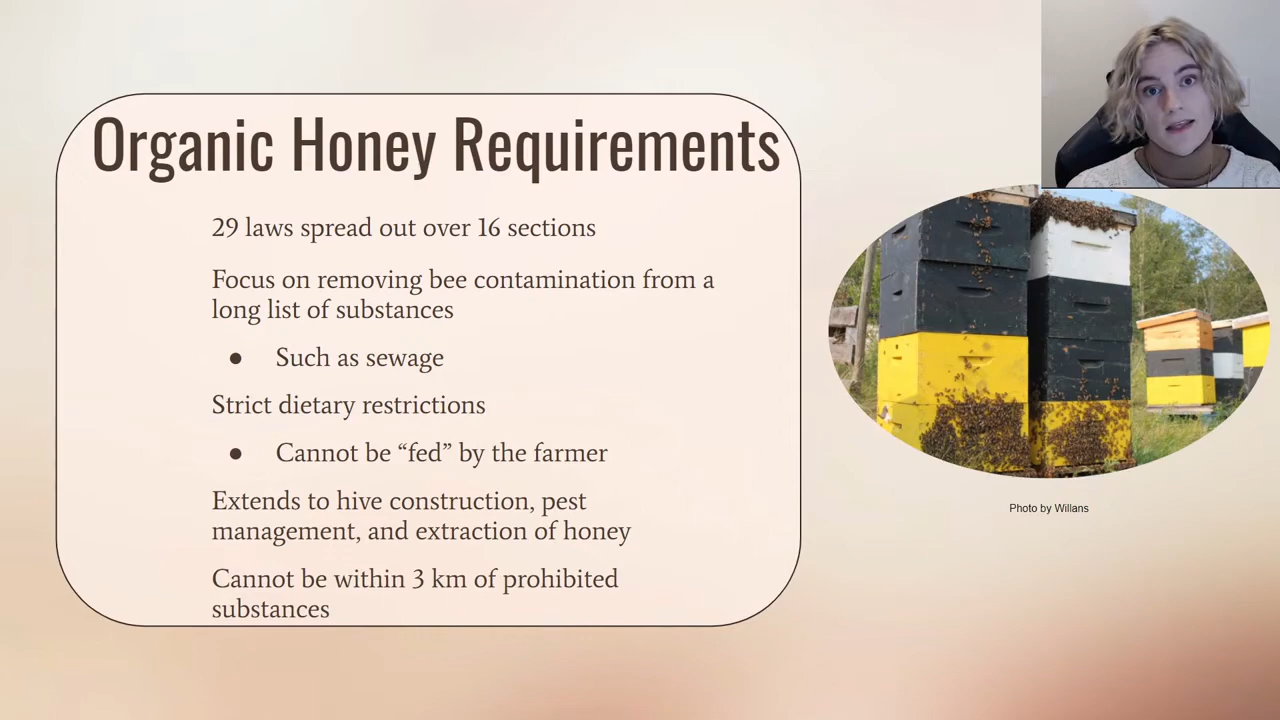 Organic Honey Requirements
29 laws spread out over 16 sections
Focus on removing bee contamination from a
long list of substances
● Such as sewage
Strict dietary restrictions
● Cannot be “fed” by the farmer
Extends to hive construction, pest
management, and extraction of honey
Cannot be within 3 km of prohibited
substances
Photo by Willans